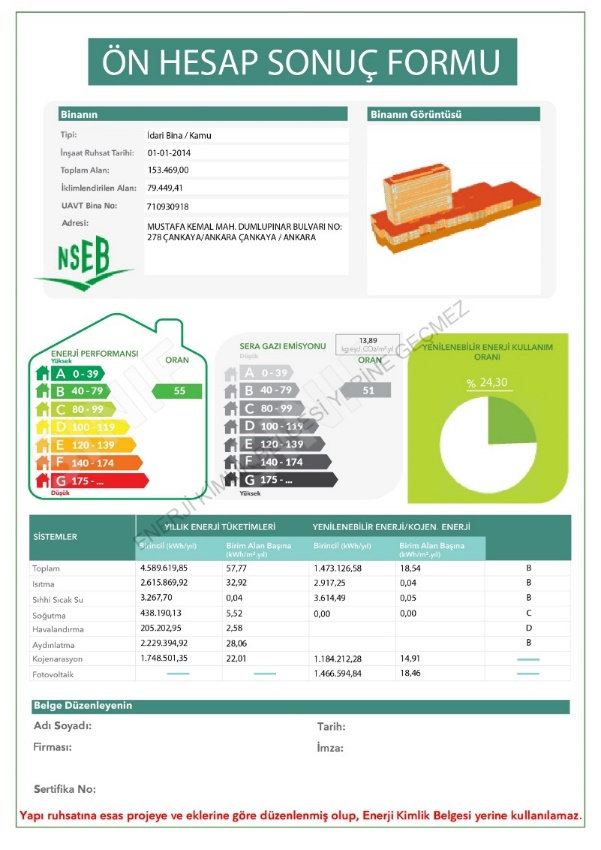 ÖN HESAP SONUÇ FORMU
Binanın
Tipi: İdari Bina / Kamu
İnşaat Ruhsat Tarihi: 01-01-2014
Toplam Alan: 153.469,00
İklimlendirilen Alan: 79.449,41
UAVT Bina No: 710930918
Adresi: MUSTAFA KEMAL MAH. DUMLUPINAR BULVARI NO:
278 ÇANKAYA/ANKARA ÇANKAYA / ANKARA
NSEB
Binanın Görüntüsü
ENERJİ PERFORMANSI ORAN
Yüksek
A 0 - 39
B 40 - 79 55
C 80 - 99
D 100 - 119
E 120 - 139
F 140 - 174
G 175 - ...
Düşük
SERA GAZI EMİSYONU 13,89
Düşük kg.eşd.CO2/m².yıl
ORAN
A 0 - 39
B 40 - 79 51
C 80 - 99
D 100 - 119
E 120 - 139
F 140 - 174
G 175 - ...
Yüksek
YENİLENEBİLİR ENERJİ KULLANIM
ORANI
% 24,30
ENERJİ KİMLİK BELGESİ YERİNE GEÇMEZ
SİSTEMLER YILLIK ENERJİ TÜKETİMLERİ YENİLENEBİLİR ENERJİ/KOJEN. ENERJİ
Birincil (kWh/yıl) Birim Alan Başına Birincil (kWh/yıl) Birim Alan Başına
(kWh/m².yıl) (kWh/m².yıl)
Toplam 4.589.619,85 57,77 1.473.126,58 18,54 B
Isıtma 2.615.869,92 32,92 2.917,25 0,04 B
Sıhhi Sıcak Su 3.267,70 0,04 3.614,49 0,05 B
Soğutma 438.190,13 5,52 0,00 0,00 C
Havalandırma 205.202,95 2,58 D
Aydınlatma 2.229.394,92 28,06 B
Kojenarasyon 1.748.501,35 22,01 1.184.212,28 14,91
Fotovoltaik 1.466.594,84 18,46
Belge Düzenleyenin
Adı Soyadı: Tarih:
Firması: İmza:
Sertifika No:
Yapı ruhsatına esas projeye ve eklerine göre düzenlenmiş olup, Enerji Kimlik Belgesi yerine kullanılamaz.